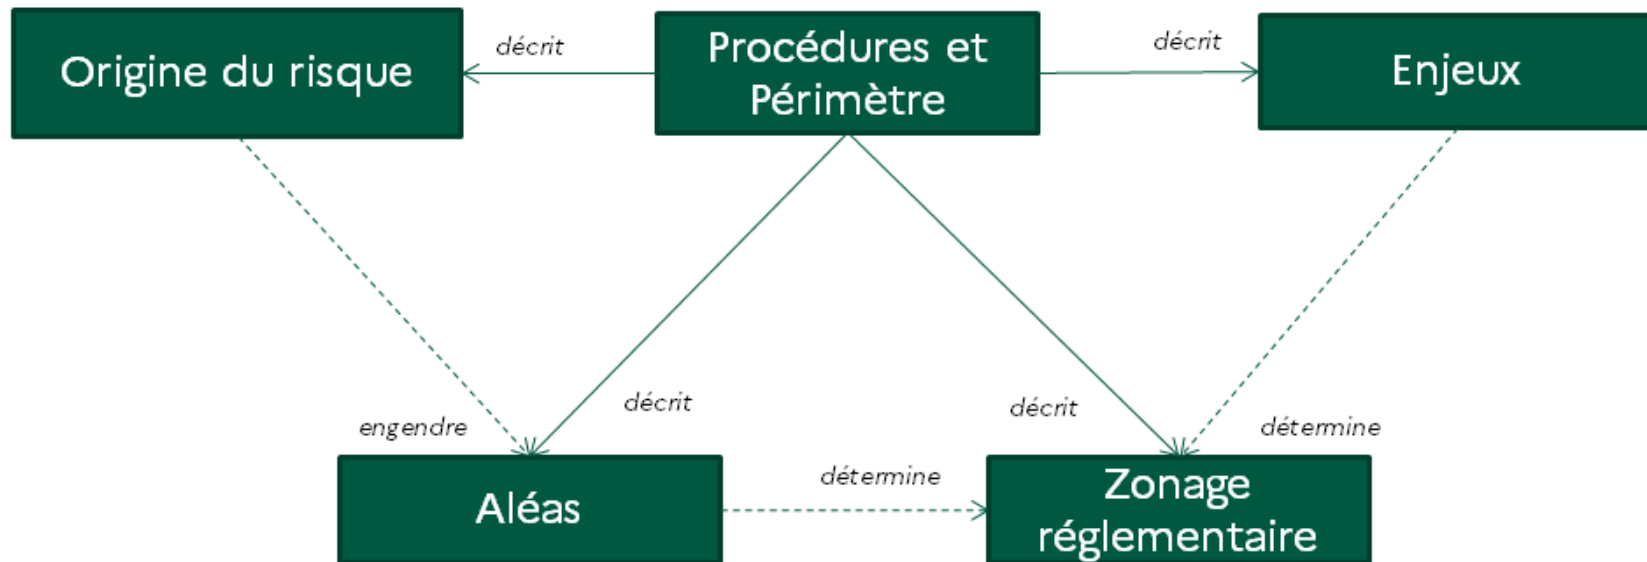 Origine du risque
décrit
Procédures et
Périmètre
décrit
Enjeux
engendre
décrit
décrit
détermine
Aléas
détermine
Zonage
réglementaire